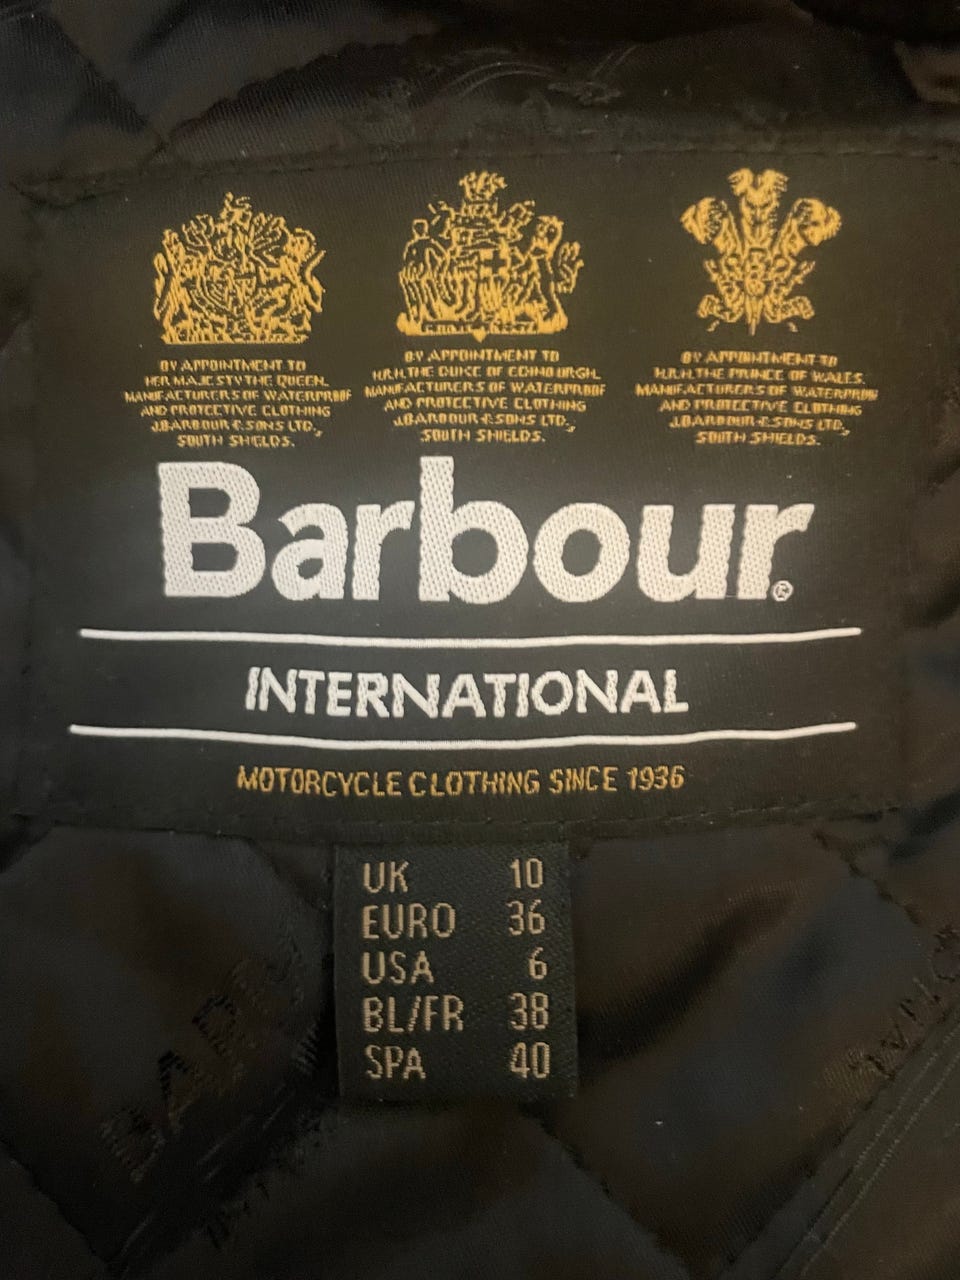 BY APPOINTMENT TO
HER MAJESTY THE QUEEN.
MANUFACTURERS OF WATERPROOF
AND PROTECTIVE CLOTHING
J.BARBOUR & SONS LTD.,
SOUTH SHIELDS.
BY APPOINTMENT TO
H.R.H. THE DUKE OF EDINBURGH.
MANUFACTURERS OF WATERPROOF
AND PROTECTIVE CLOTHING
J.BARBOUR & SONS LTD.,
SOUTH SHIELDS.
BY APPOINTMENT TO
H.R.H. THE PRINCE OF WALES.
MANUFACTURERS OF WATERPROOF
AND PROTECTIVE CLOTHING
J.BARBOUR & SONS LTD.,
SOUTH SHIELDS.
Barbour®
INTERNATIONAL
MOTORCYCLE CLOTHING SINCE 1936
UK 10
EURO 36
USA 6
BL/FR 38
SPA 40